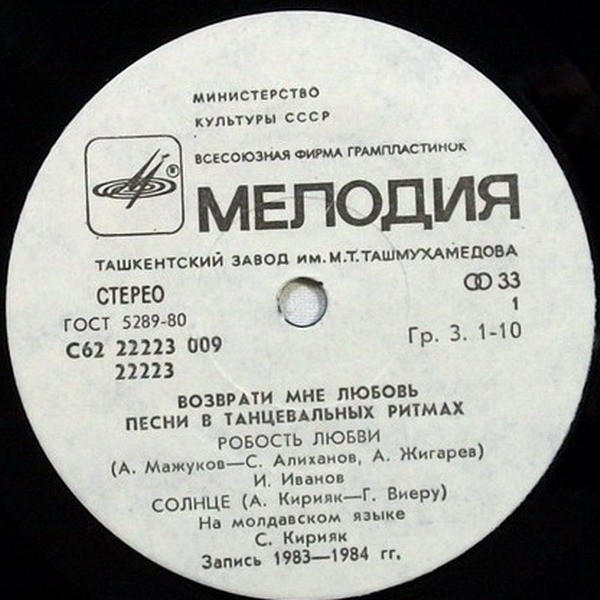 МИНИСТЕРСТВО
КУЛЬТУРЫ СССР
ВСЕСОЮЗНАЯ ФИРМА ГРАМПЛАСТИНОК
®
МЕЛОДИЯ
ТАШКЕНТСКИЙ ЗАВОД ИМ. М.Т. ТАШМУХАМЕДОВА
СТЕРЕО
33
ГОСТ 5289-80
1
С62 22223 009
Гр. 3. 1-10
22223
ВОЗВРАТИ МНЕ ЛЮБОВЬ
ПЕСНИ В ТАНЦЕВАЛЬНЫХ РИТМАХ
РОБОСТЬ ЛЮБВИ
(А. Мажуков—С. Алиханов, А. Жигарев)
И. Иванов
СОЛНЦЕ (А. Кирияк—Г. Виеру)
На молдавском языке
С. Кирияк
Запись 1983—1984 гг.